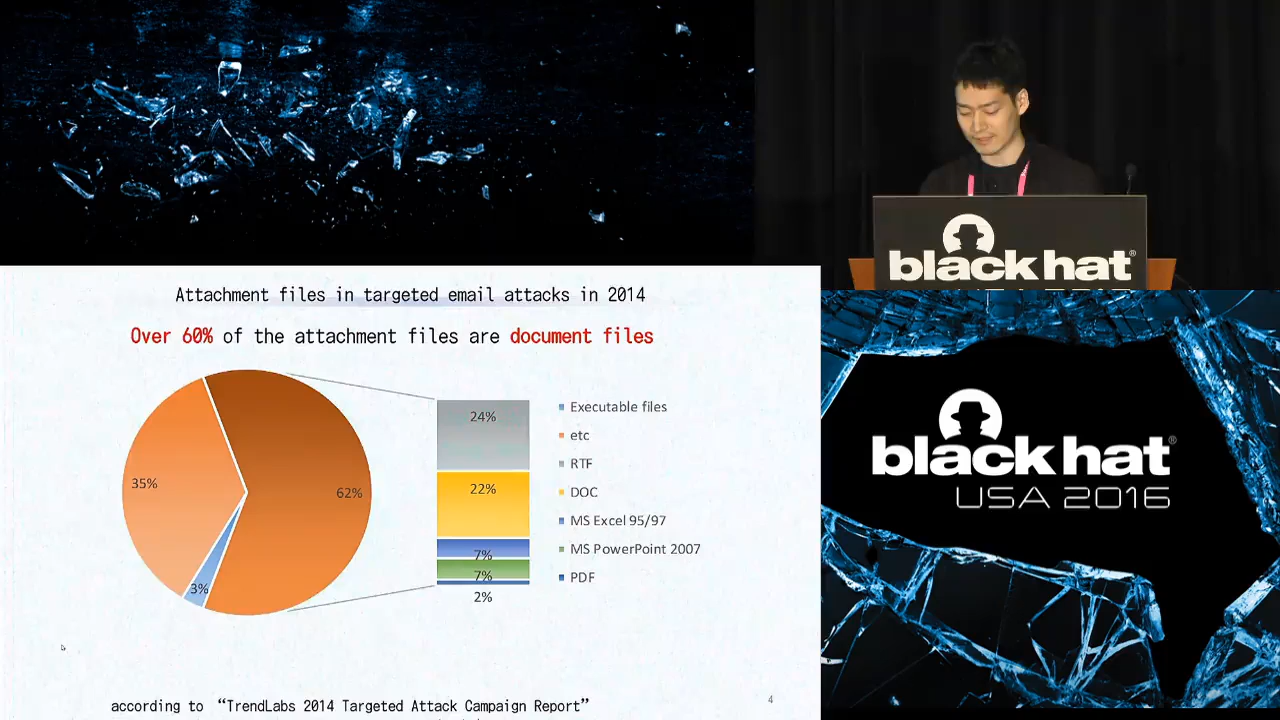 black hat®
Attachment files in targeted email attacks in 2014
Over 60% of the attachment files are document files
35%
62%
3%
24%
22%
7%
7%
2%
Executable files
etc
RTF
DOC
MS Excel 95/97
MS PowerPoint 2007
PDF
according to “TrendLabs 2014 Targeted Attack Campaign Report”
4
black hat®
USA 2016